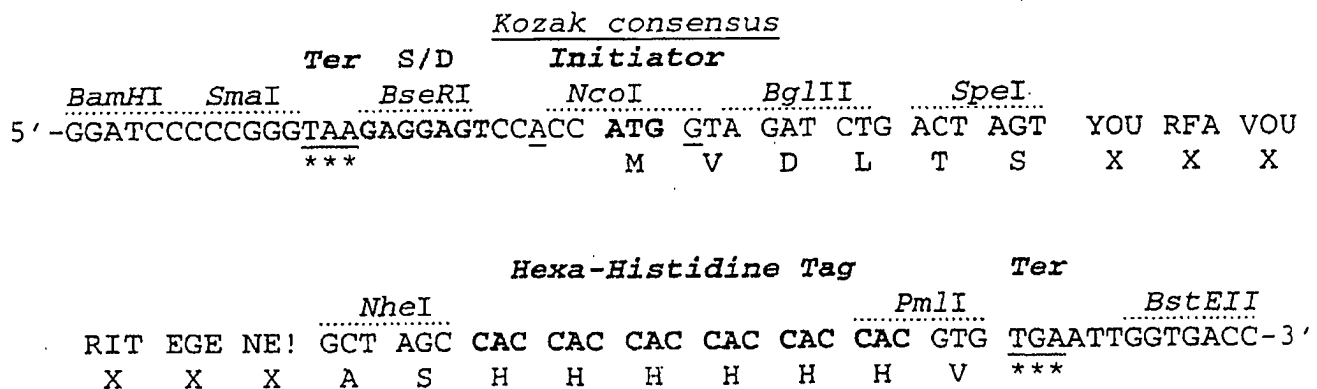 Kozak consensus
Ter S/D Initiator
BamHI SmaI BseRI NcoI BglII SpeI
5'-GGATCCCCCGGGTAAGAGGAGTCCACC ATG GTA GAT CTG ACT AGT YOU RFA VOU
*** M V D L T S X X X
Hexa-Histidine Tag Ter
NheI PmlI BstEII
RIT EGE NE! GCT AGC CAC CAC CAC CAC CAC CAC GTG TGAATTGGTGACC-3'
X X X A S H H H H H H V ***